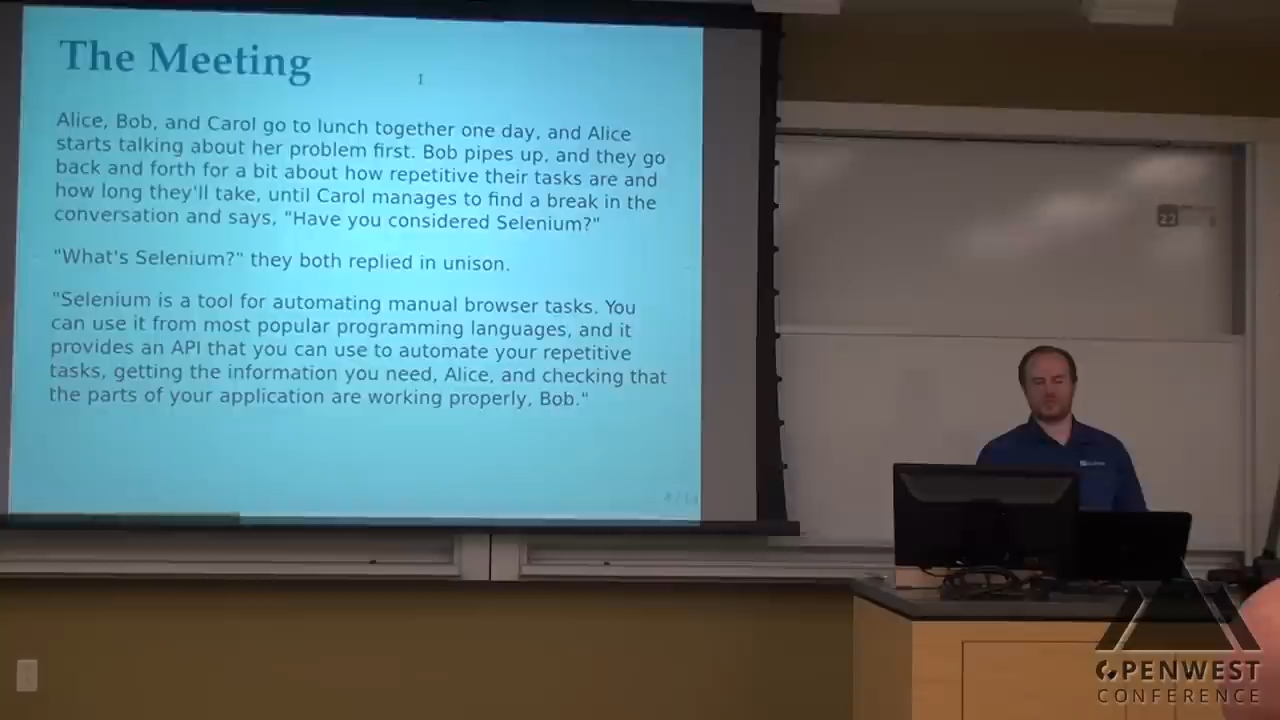 The Meeting
Alice, Bob, and Carol go to lunch together one day, and Alice
starts talking about her problem first. Bob pipes up, and they go
back and forth for a bit about how repetitive their tasks are and
how long they'll take, until Carol manages to find a break in the
conversation and says, "Have you considered Selenium?"
"What's Selenium?" they both replied in unison.
"Selenium is a tool for automating manual browser tasks. You
can use it from most popular programming languages, and it
provides an API that you can use to automate your repetitive
tasks, getting the information you need, Alice, and checking that
the parts of your application are working properly, Bob."
22
OPENWEST
CONFERENCE